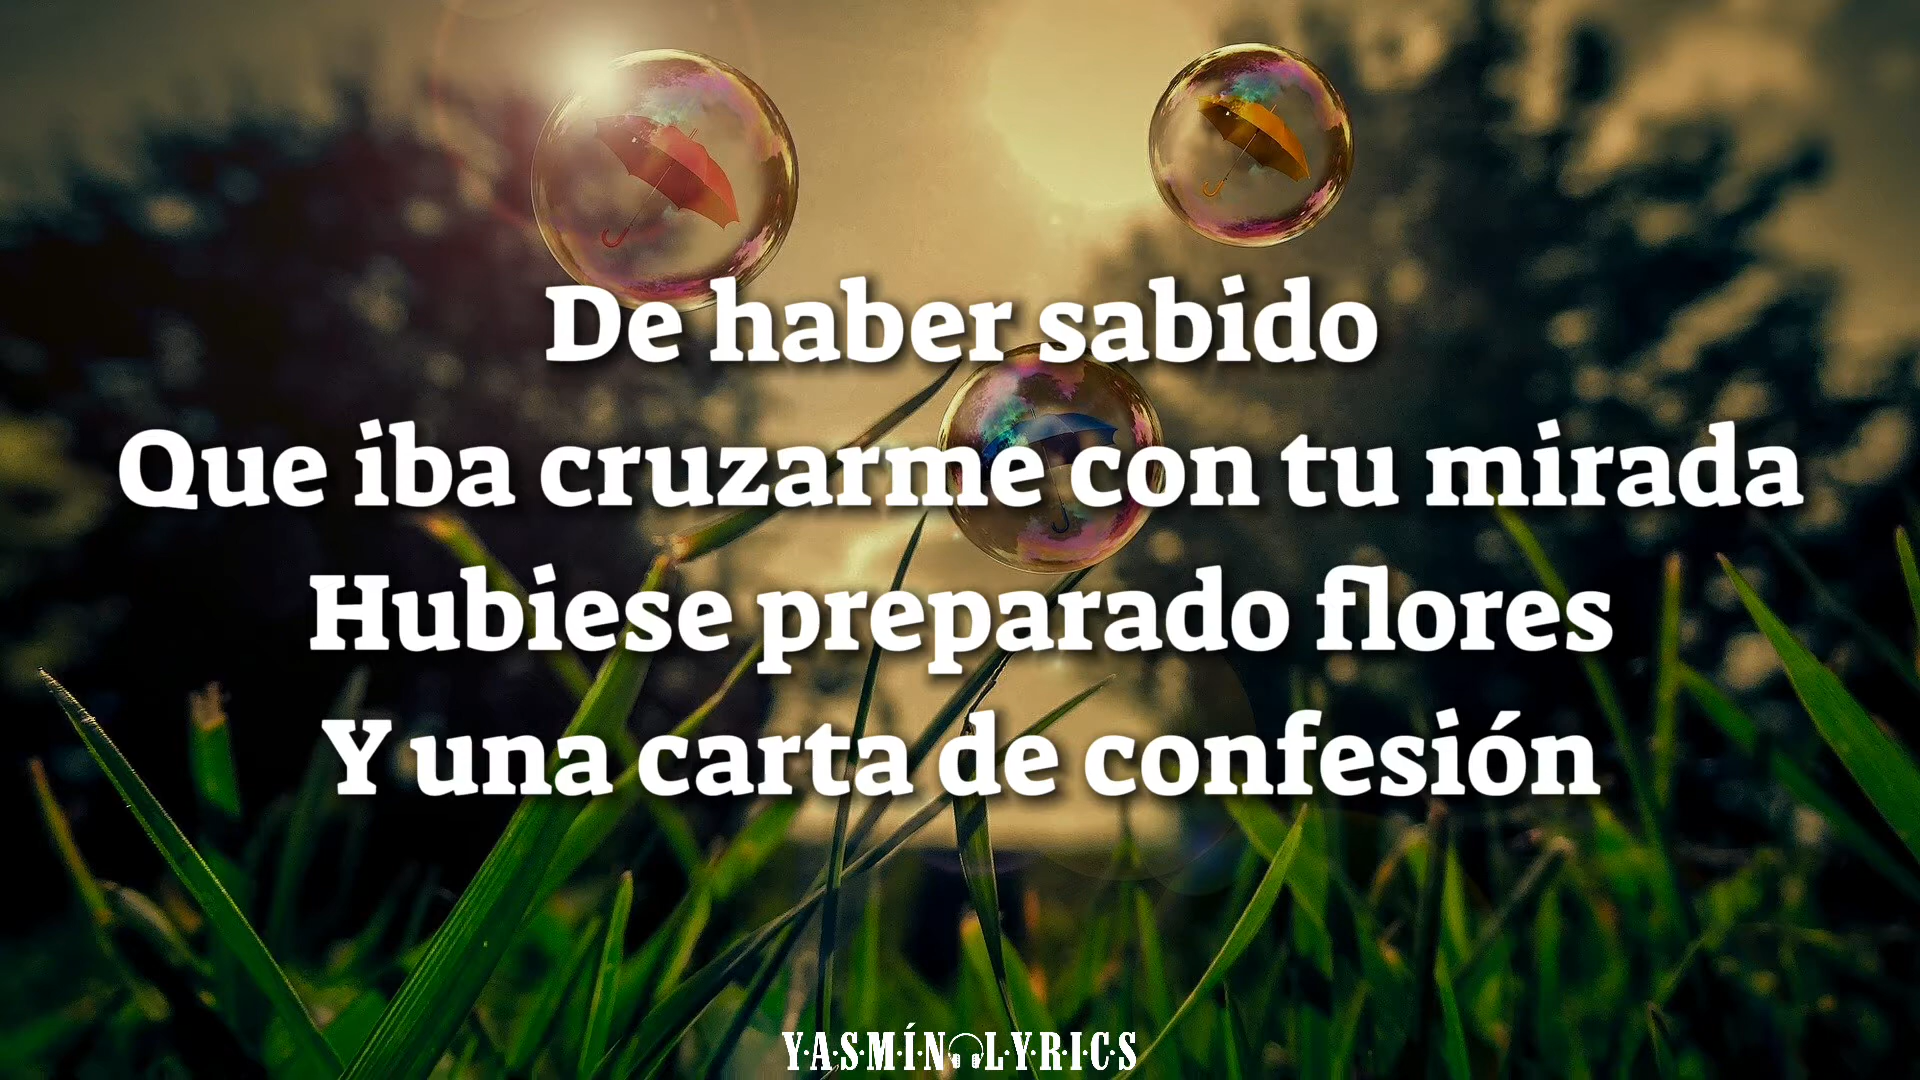 De haber sabido
Que iba cruzarme con tu mirada
Hubiese preparado flores
Y una carta de confesión
YASMÍN LYRICS